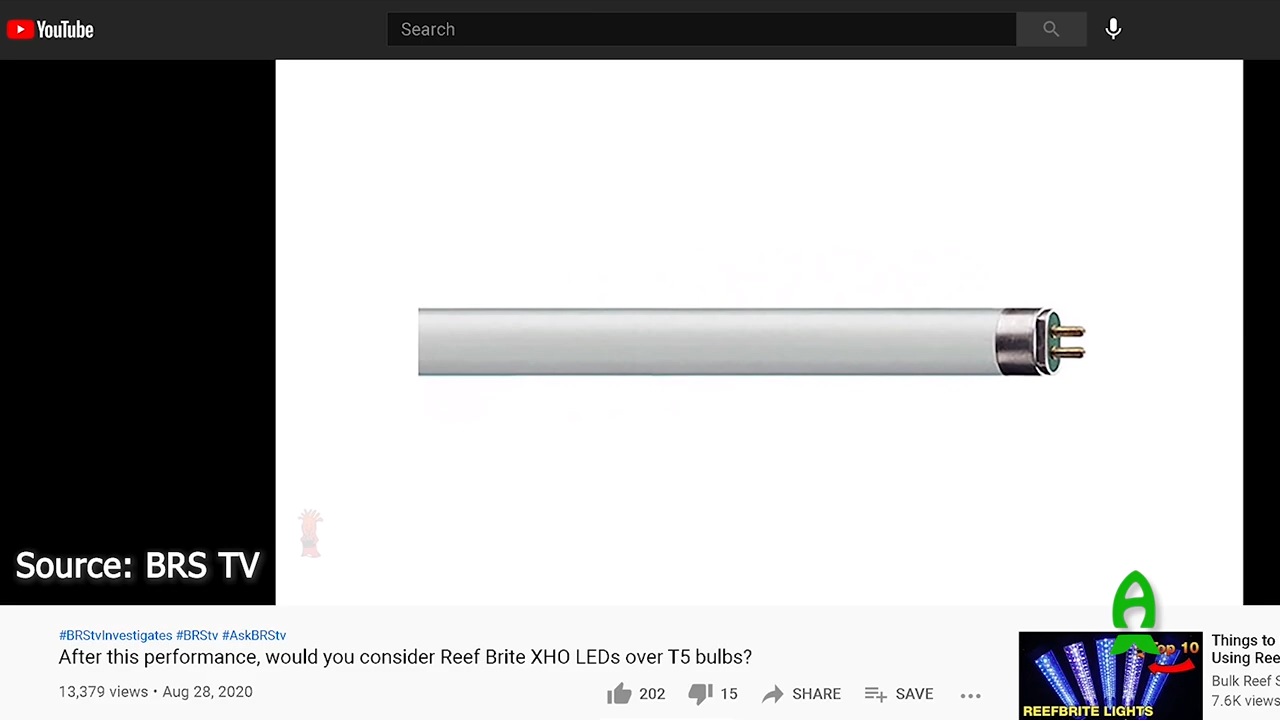 YouTube
Search
Source: BRS TV
#BRStvInvestigates #BRStv #AskBRStv
After this performance, would you consider Reef Brite XHO LEDs over T5 bulbs?
13,379 views • Aug 28, 2020
202
15
SHARE
SAVE
Top 10
REEFBRITE LIGHTS
Things to
Using Ree
Bulk Reef S
7.6K views